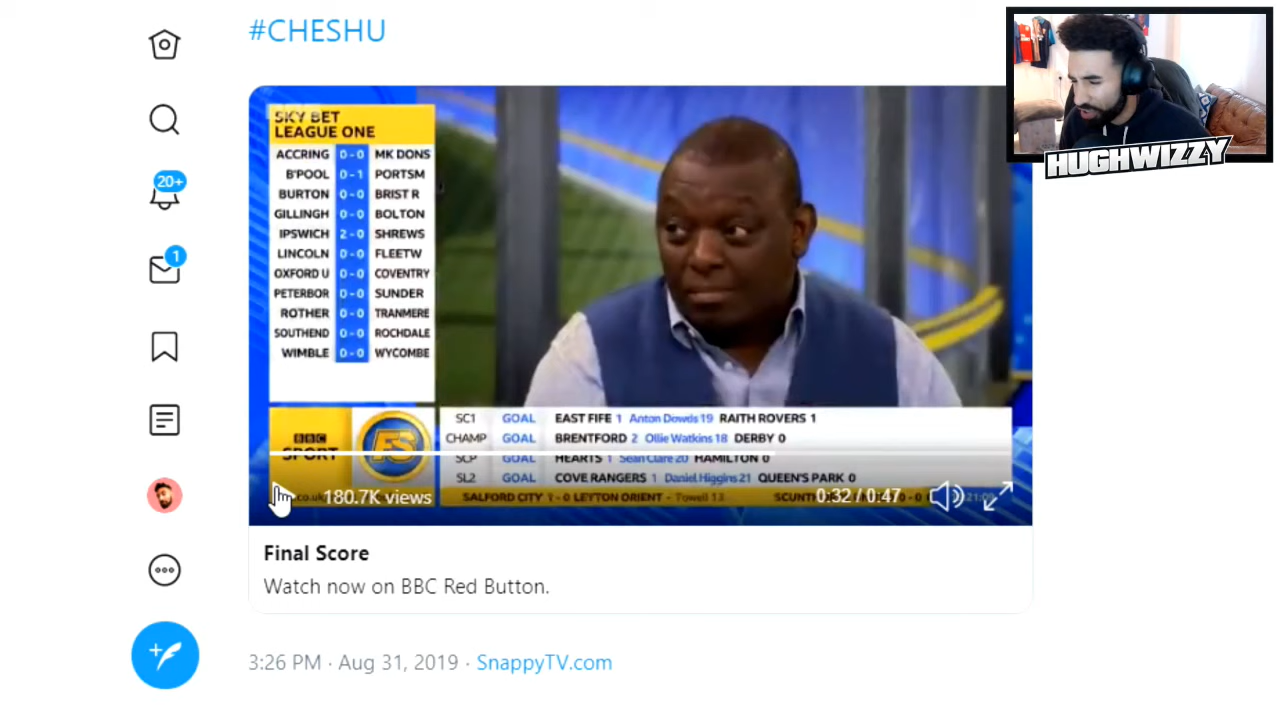 #CHESHU
HUGHWIZZY
SKY BET
LEAGUE ONE
ACCRING 0-0 MK DONS
B'POOL 0-1 PORTSM
BURTON 0-0 BRIST R
GILLINGH 0-0 BOLTON
IPSWICH 2-0 SHREWS
LINCOLN 0-0 FLEETW
OXFORD U 0-0 COVENTRY
PETERBOR 0-0 SUNDER
ROTHER 0-0 TRANMERE
SOUTHEND 0-0 ROCHDALE
WIMBLE 0-0 WYCOMBE
20+
1
BBC
SPORT
FS
SC1 GOAL EAST FIFE 1 Anton Dowds 19 RAITH ROVERS 1
CHAMP GOAL BRENTFORD 2 Ollie Watkins 18 DERBY 0
SCP GOAL HEARTS 1 Sean Clare 20 HAMILTON 0
SL2 GOAL COVE RANGERS 1 Daniel Higgins 21 QUEEN'S PARK 0
SALFORD CITY 1-0 LEYTON ORIENT - Towell 13
180.7K views
0:32 / 0:47
Final Score
Watch now on BBC Red Button.
3:26 PM · Aug 31, 2019 · SnappyTV.com